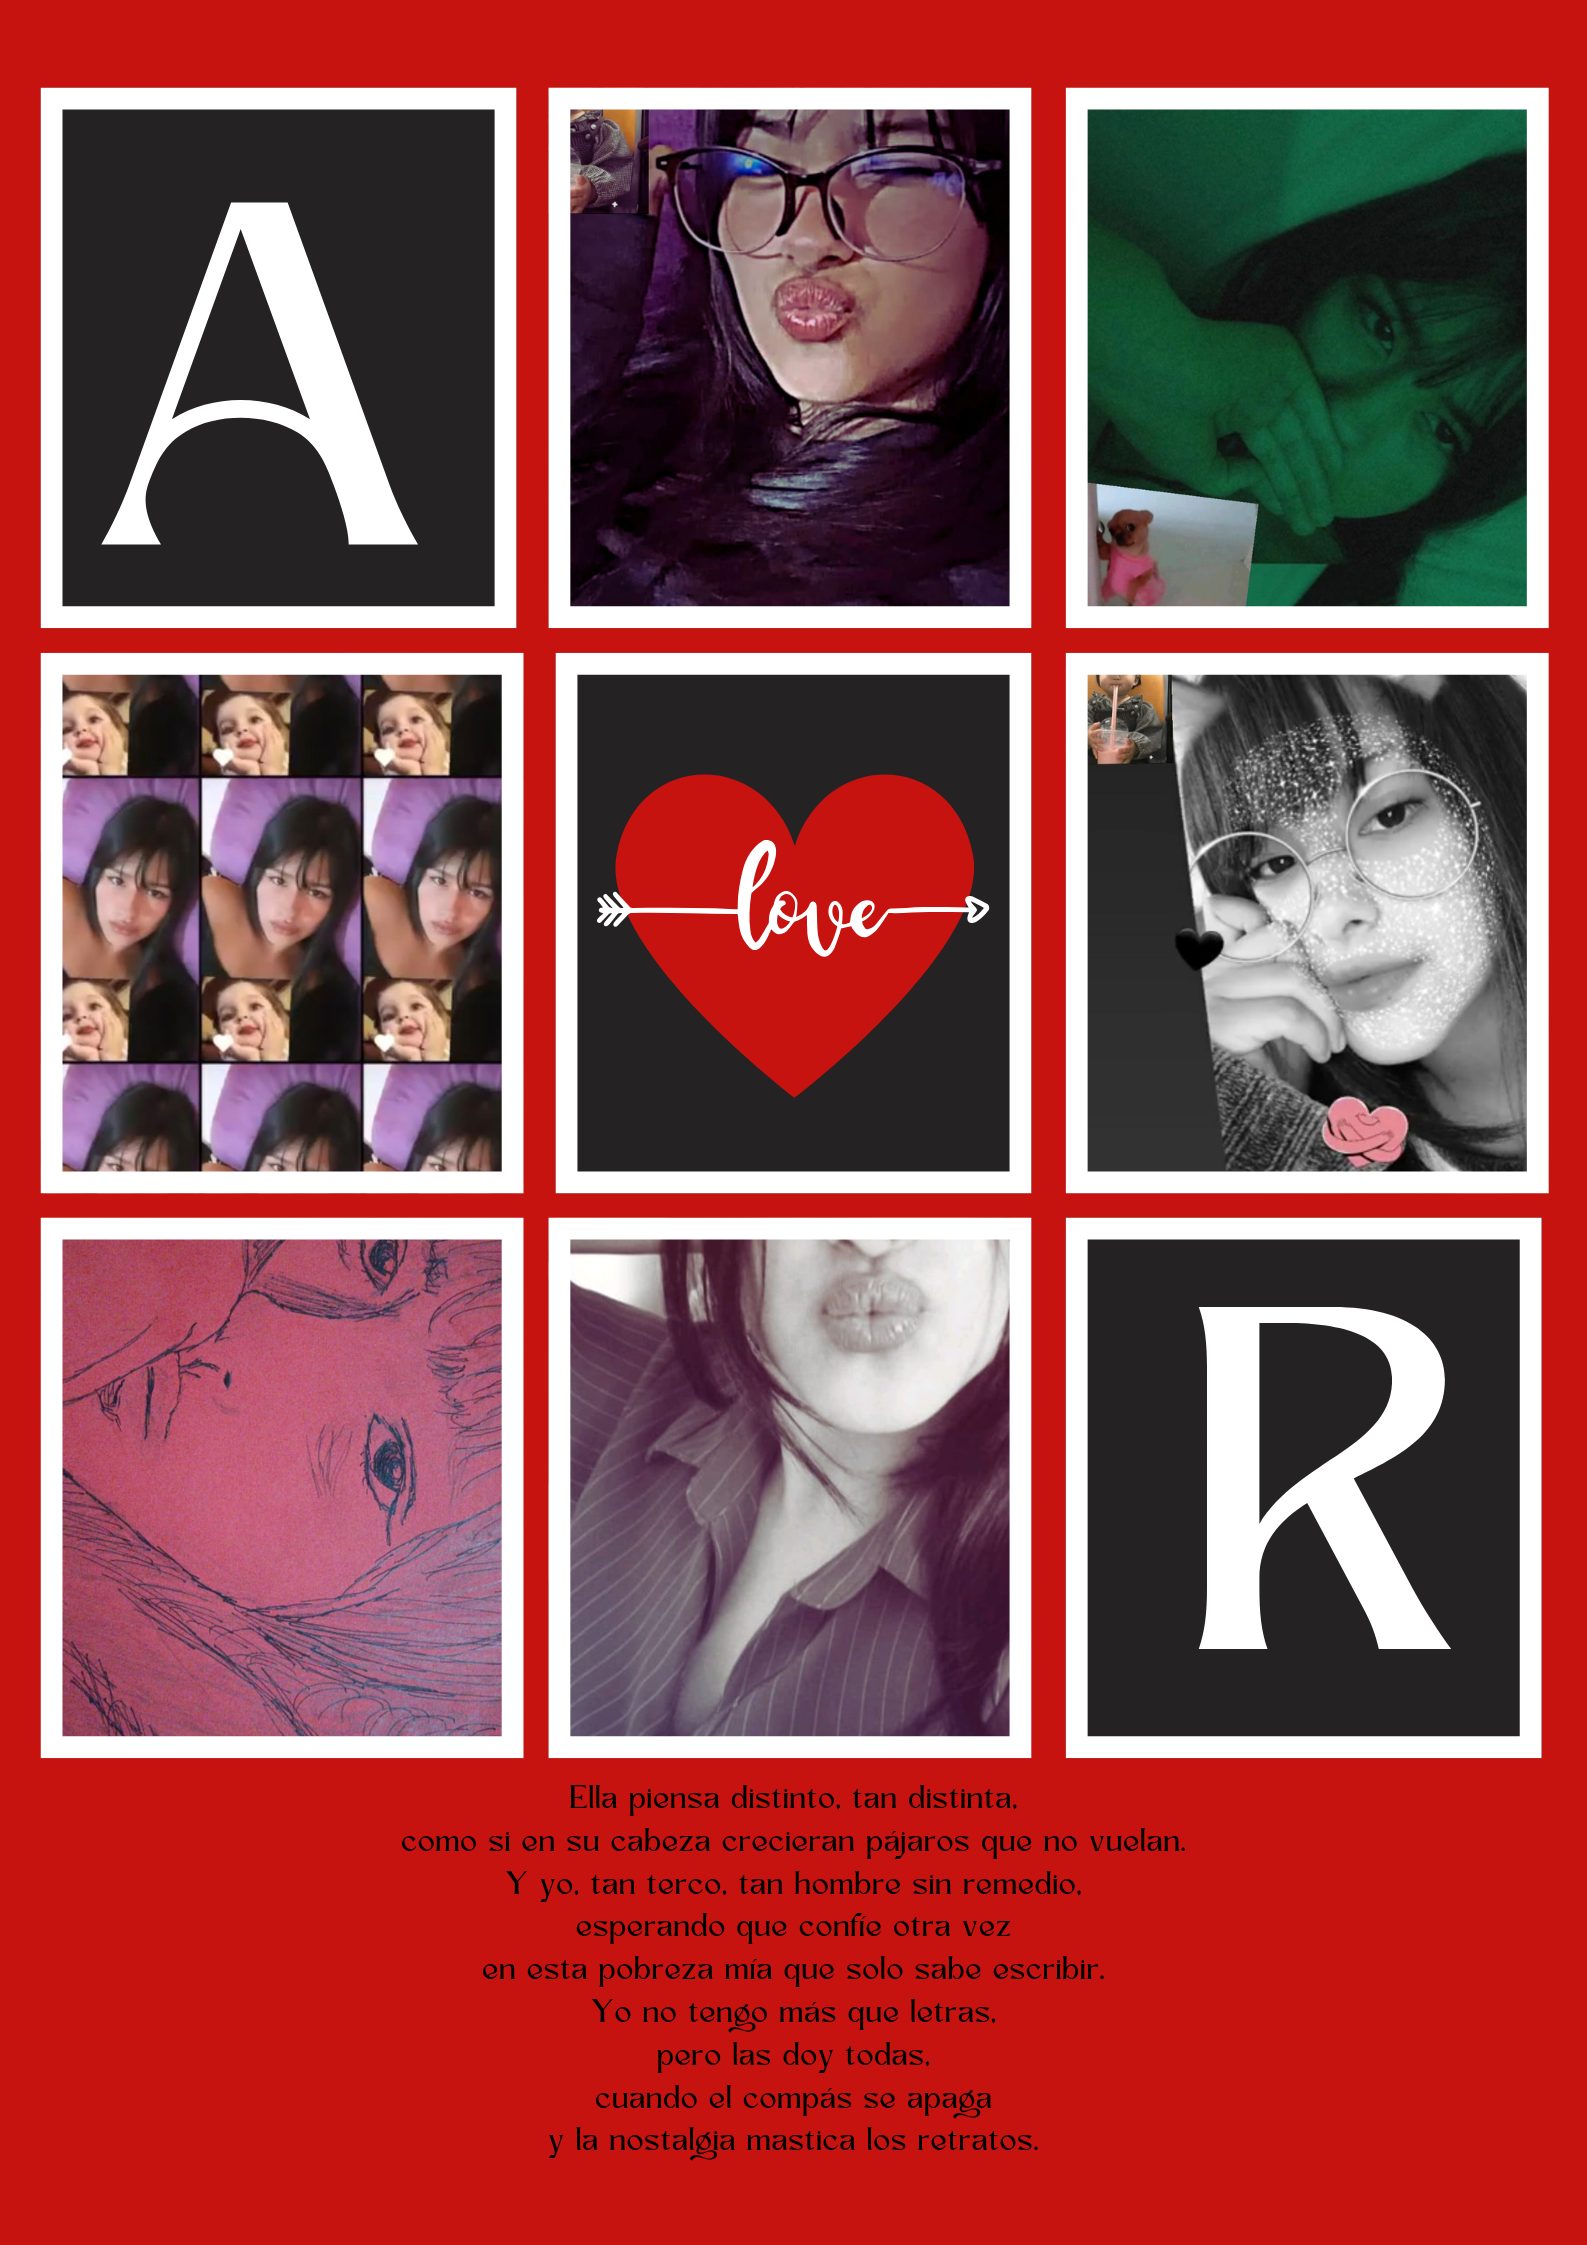 A
love
R
Ella piensa distinto, tan distinta,
como si en su cabeza crecieran pájaros que no vuelan.
Y yo, tan terco, tan hombre sin remedio,
esperando que confíe otra vez
en esta pobreza mía que solo sabe escribir.
Yo no tengo más que letras,
pero las doy todas,
cuando el compás se apaga
y la nostalgia mastica los retratos.